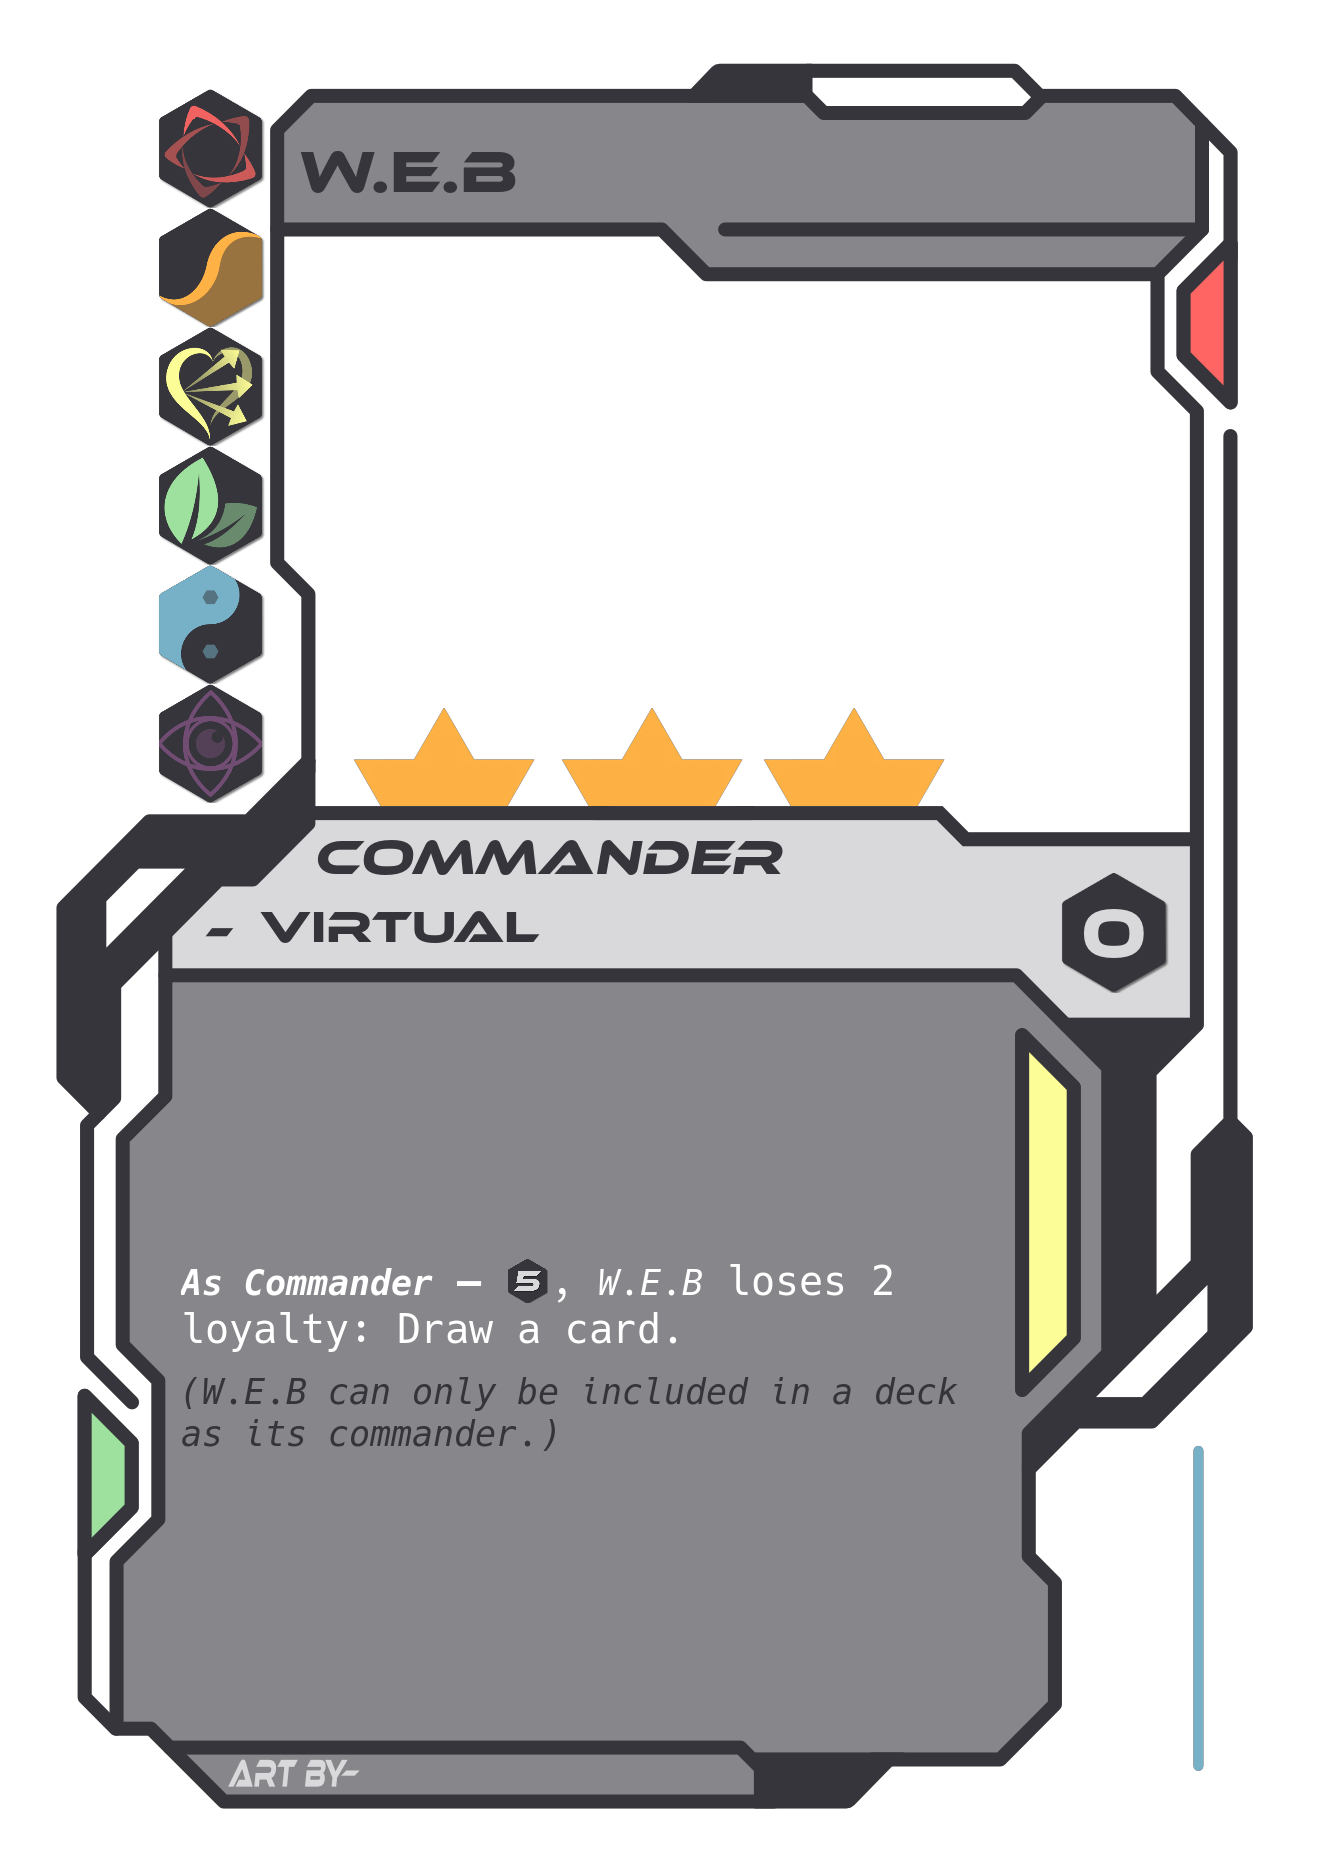 W.E.B
COMMANDER
- VIRTUAL
0
As Commander — 5, W.E.B loses 2
loyalty: Draw a card.
(W.E.B can only be included in a deck
as its commander.)
ART BY-